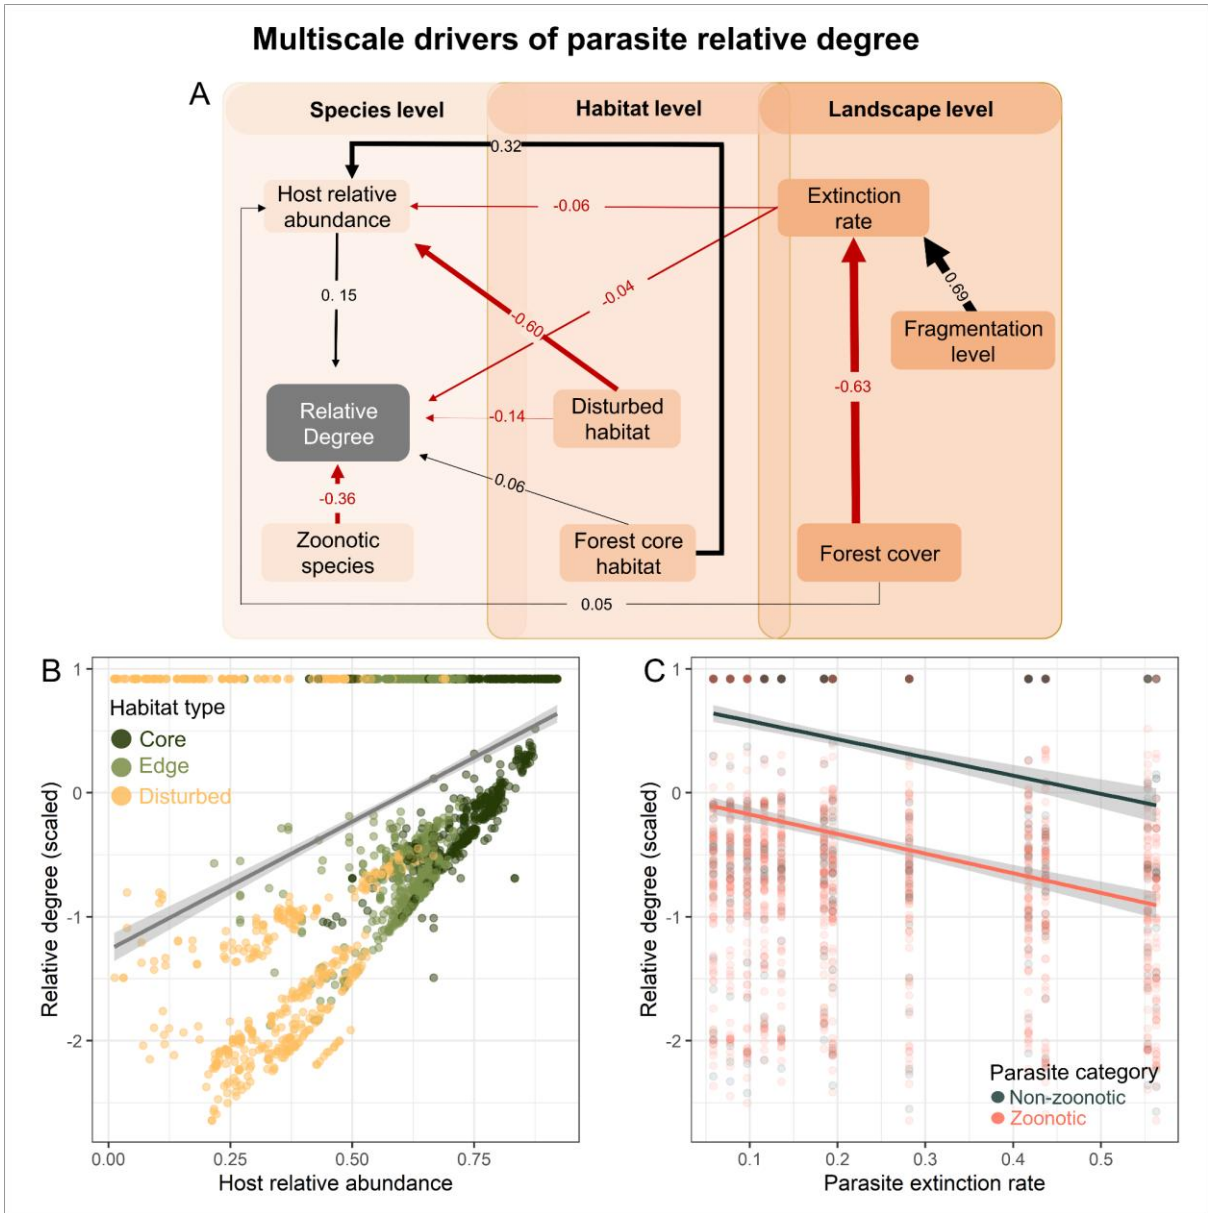 Multiscale drivers of parasite relative degree
A
Species level
Habitat level
Landscape level
0.32
Host relative
abundance
-0.06
Extinction
rate
0. 15
-0.04
0.69
-0.60
Fragmentation
level
-0.63
Relative
Degree
-0.14
Disturbed
habitat
0.06
-0.36
Zoonotic
species
Forest core
habitat
Forest cover
0.05
B
1
0
-1
-2
Relative degree (scaled)
Habitat type
Core
Edge
Disturbed
0.00 0.25 0.50 0.75
Host relative abundance
C
1
0
-1
-2
Relative degree (scaled)
Parasite category
Non-zoonotic
Zoonotic
0.1 0.2 0.3 0.4 0.5
Parasite extinction rate